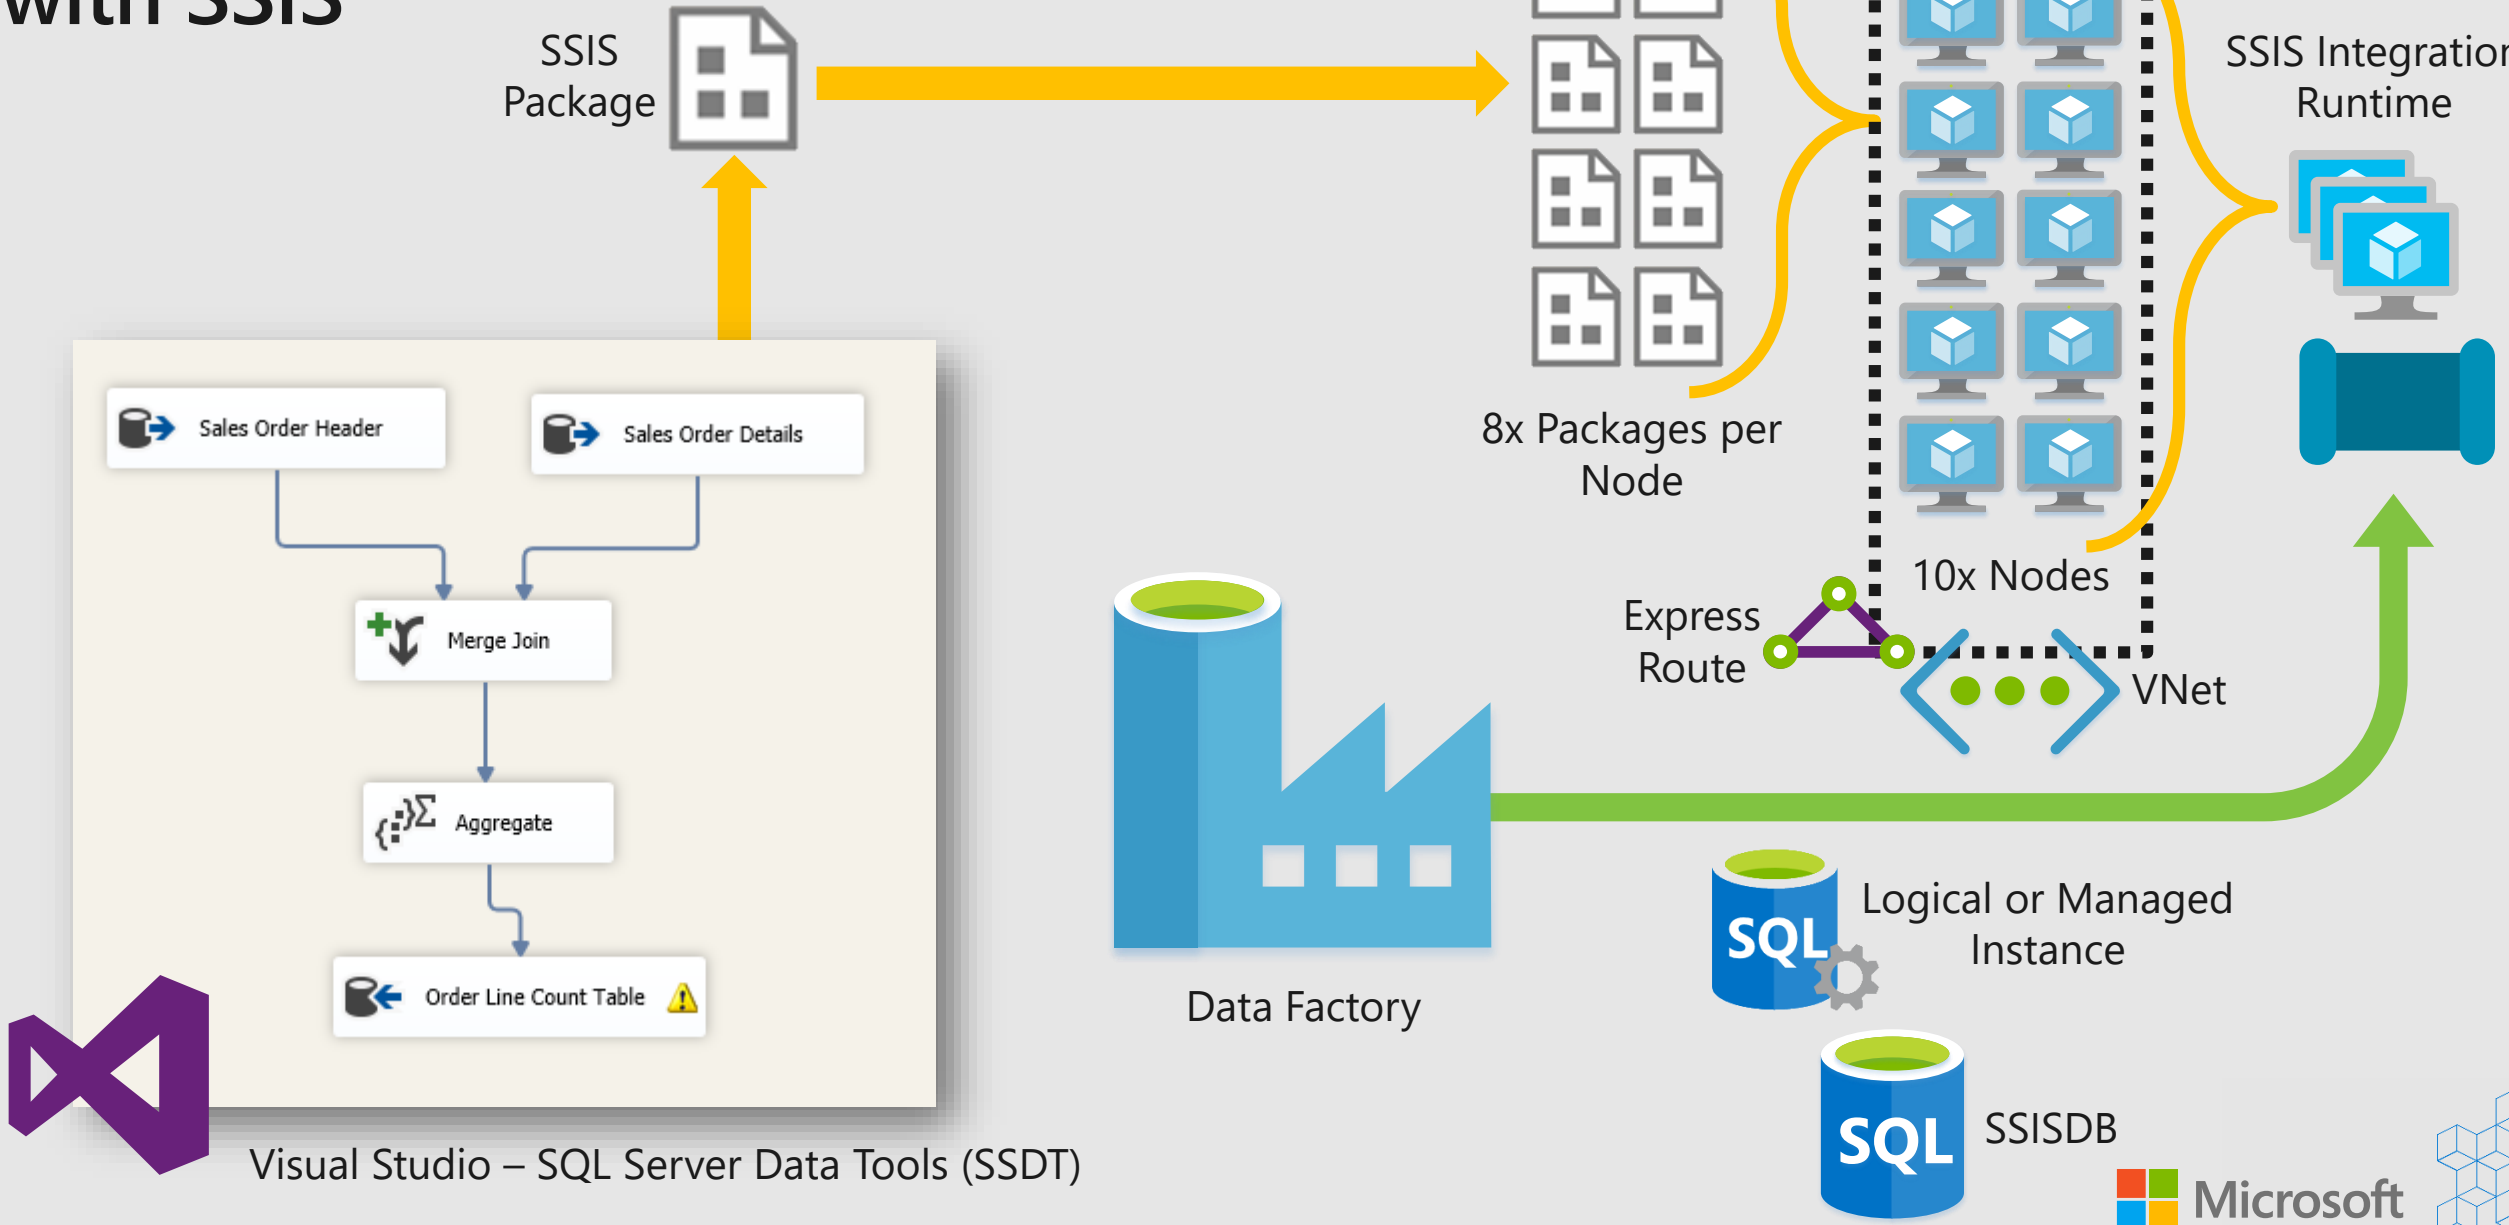 with SSIS
SSIS
Package
SSIS Integration
Runtime
Sales Order Header
Sales Order Details
8x Packages per
Node
Merge Join
10x Nodes
Express
Route
VNet
Aggregate
SQL
Logical or Managed
Instance
Order Line Count Table
Data Factory
SQL
SSISDB
Visual Studio – SQL Server Data Tools (SSDT)
Microsoft